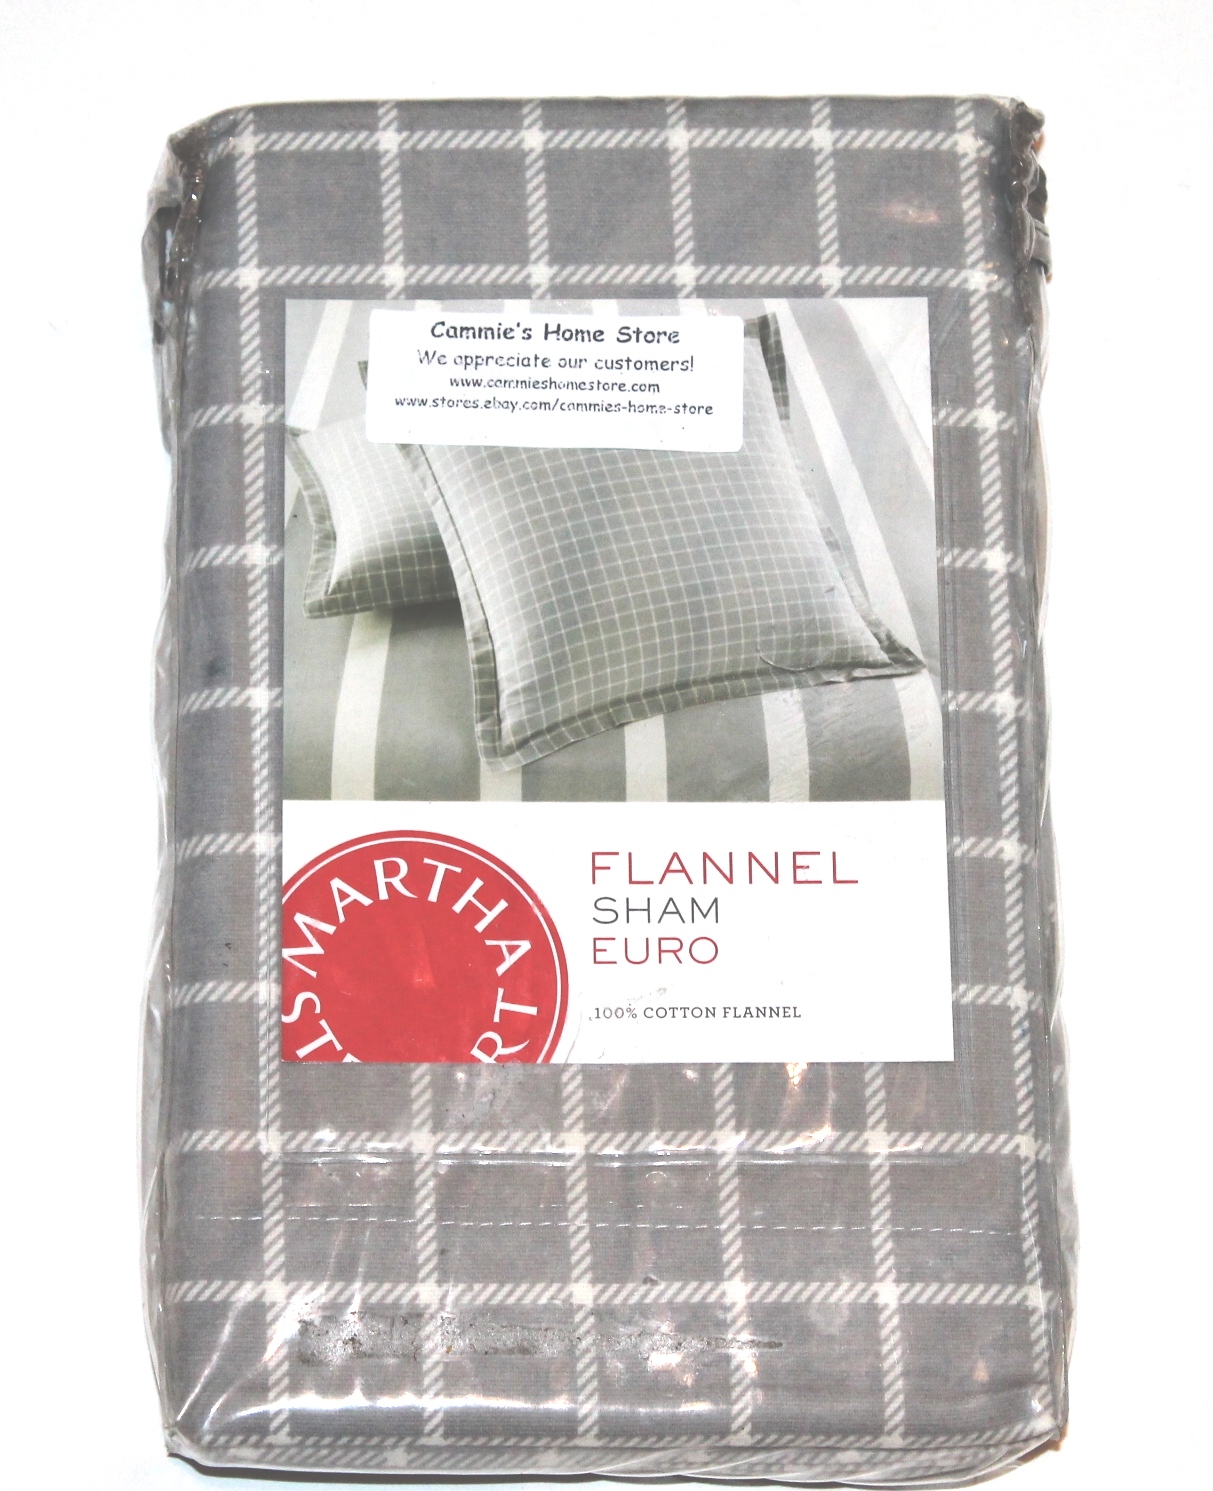 Cammie's Home Store
We appreciate our customers!
www.cammieshomestore.com
www.stores.ebay.com/cammies-home-store
MARTHA
FLANNEL
SHAM
EURO
100% COTTON FLANNEL